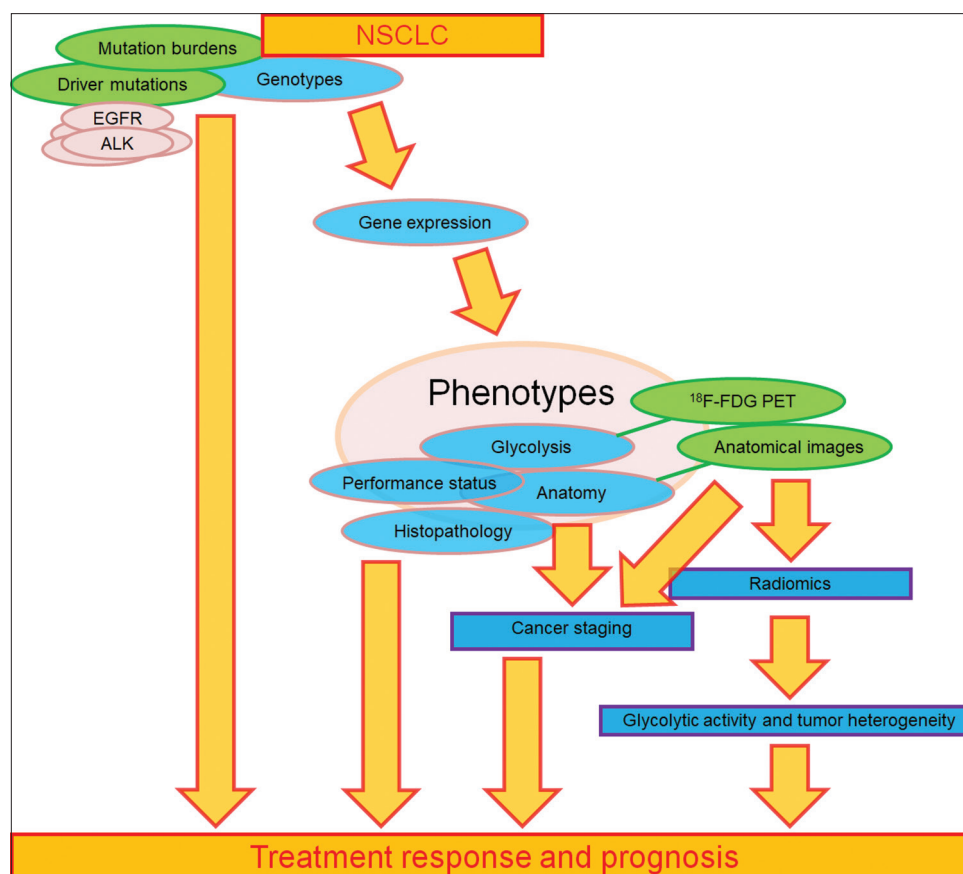 NSCLC
Mutation burdens
Driver mutations
Genotypes
EGFR
ALK
Gene expression
Phenotypes
18F-FDG PET
Glycolysis
Anatomical images
Performance status
Anatomy
Histopathology
Radiomics
Cancer staging
Glycolytic activity and tumor heterogeneity
Treatment response and prognosis